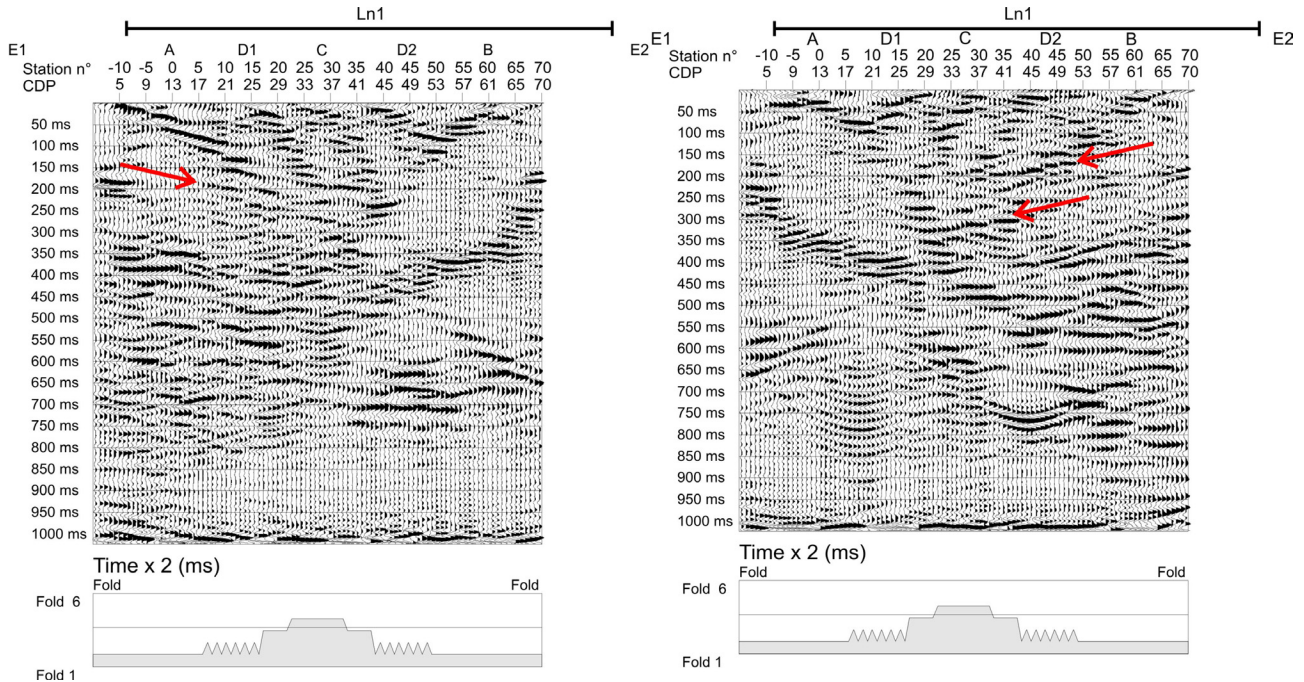 Ln1
E1 A D1 C D2 B E2
Station n° -10 -5 0 5 10 15 20 25 30 35 40 45 50 55 60 65 70
CDP 5 9 13 17 21 25 29 33 37 41 45 49 53 57 61 65 70
50 ms
100 ms
150 ms
200 ms
250 ms
300 ms
350 ms
400 ms
450 ms
500 ms
550 ms
600 ms
650 ms
700 ms
750 ms
800 ms
850 ms
900 ms
950 ms
1000 ms
Time x 2 (ms)
Fold Fold
Fold 6
Fold 1
Ln1
E1 A D1 C D2 B E2
Station n° -10 -5 0 5 10 15 20 25 30 35 40 45 50 55 60 65 70
CDP 5 9 13 17 21 25 29 33 37 41 45 49 53 57 61 65 70
50 ms
100 ms
150 ms
200 ms
250 ms
300 ms
350 ms
400 ms
450 ms
500 ms
550 ms
600 ms
650 ms
700 ms
750 ms
800 ms
850 ms
900 ms
950 ms
1000 ms
Time x 2 (ms)
Fold Fold
Fold 6
Fold 1